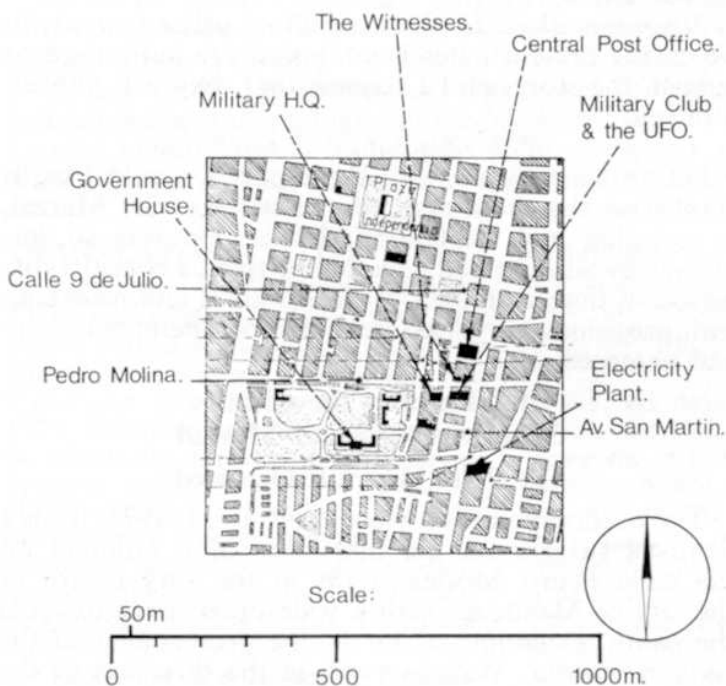 The Witnesses.
Central Post Office.
Military H.Q.
Military Club
& the UFO.
Government
House.
Plaza
Independencia
Calle 9 de Julio.
Pedro Molina.
Electricity
Plant.
Av. San Martin.
Scale:
50m
0 500 1000m.